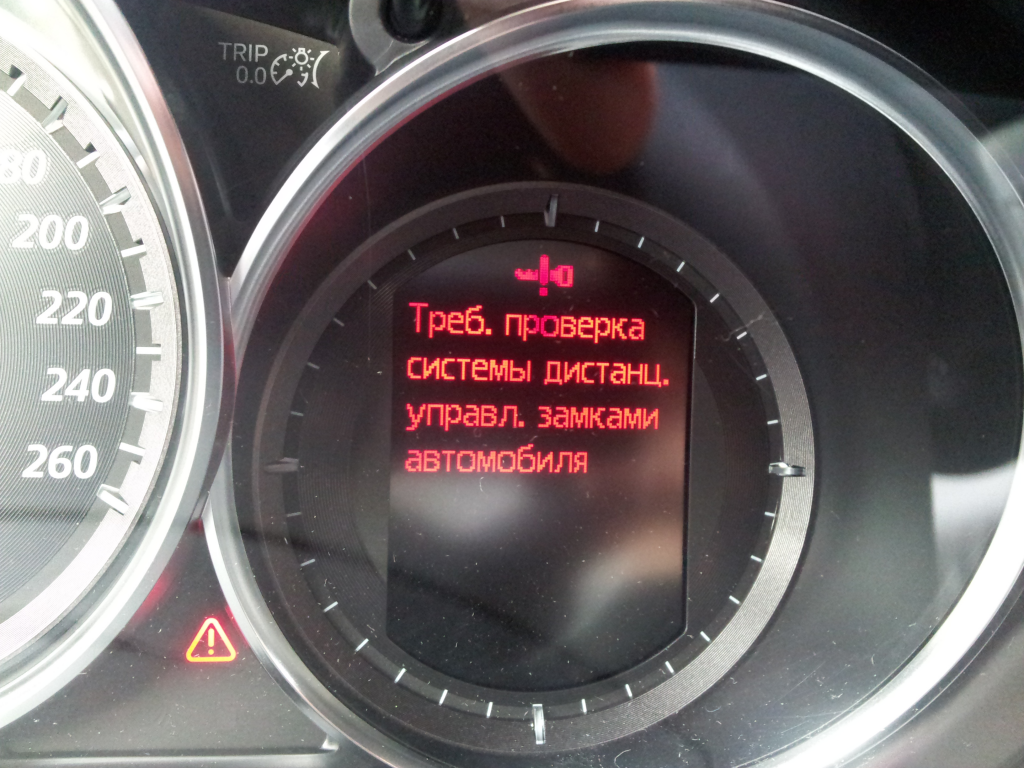 TRIP
0.0
80
200
220
240
260
Треб. проверка
системы дистанц.
управл. замками
автомобиля